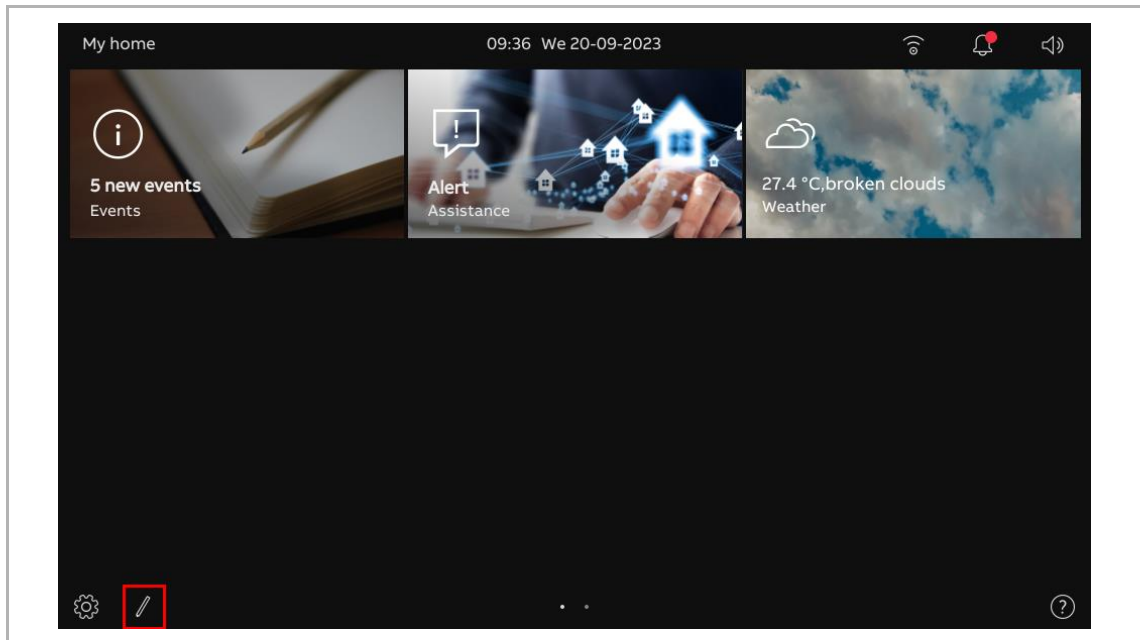 My home
09:36 We 20-09-2023
5 new events
Events
Alert
Assistance
27.4 °C,broken clouds
Weather